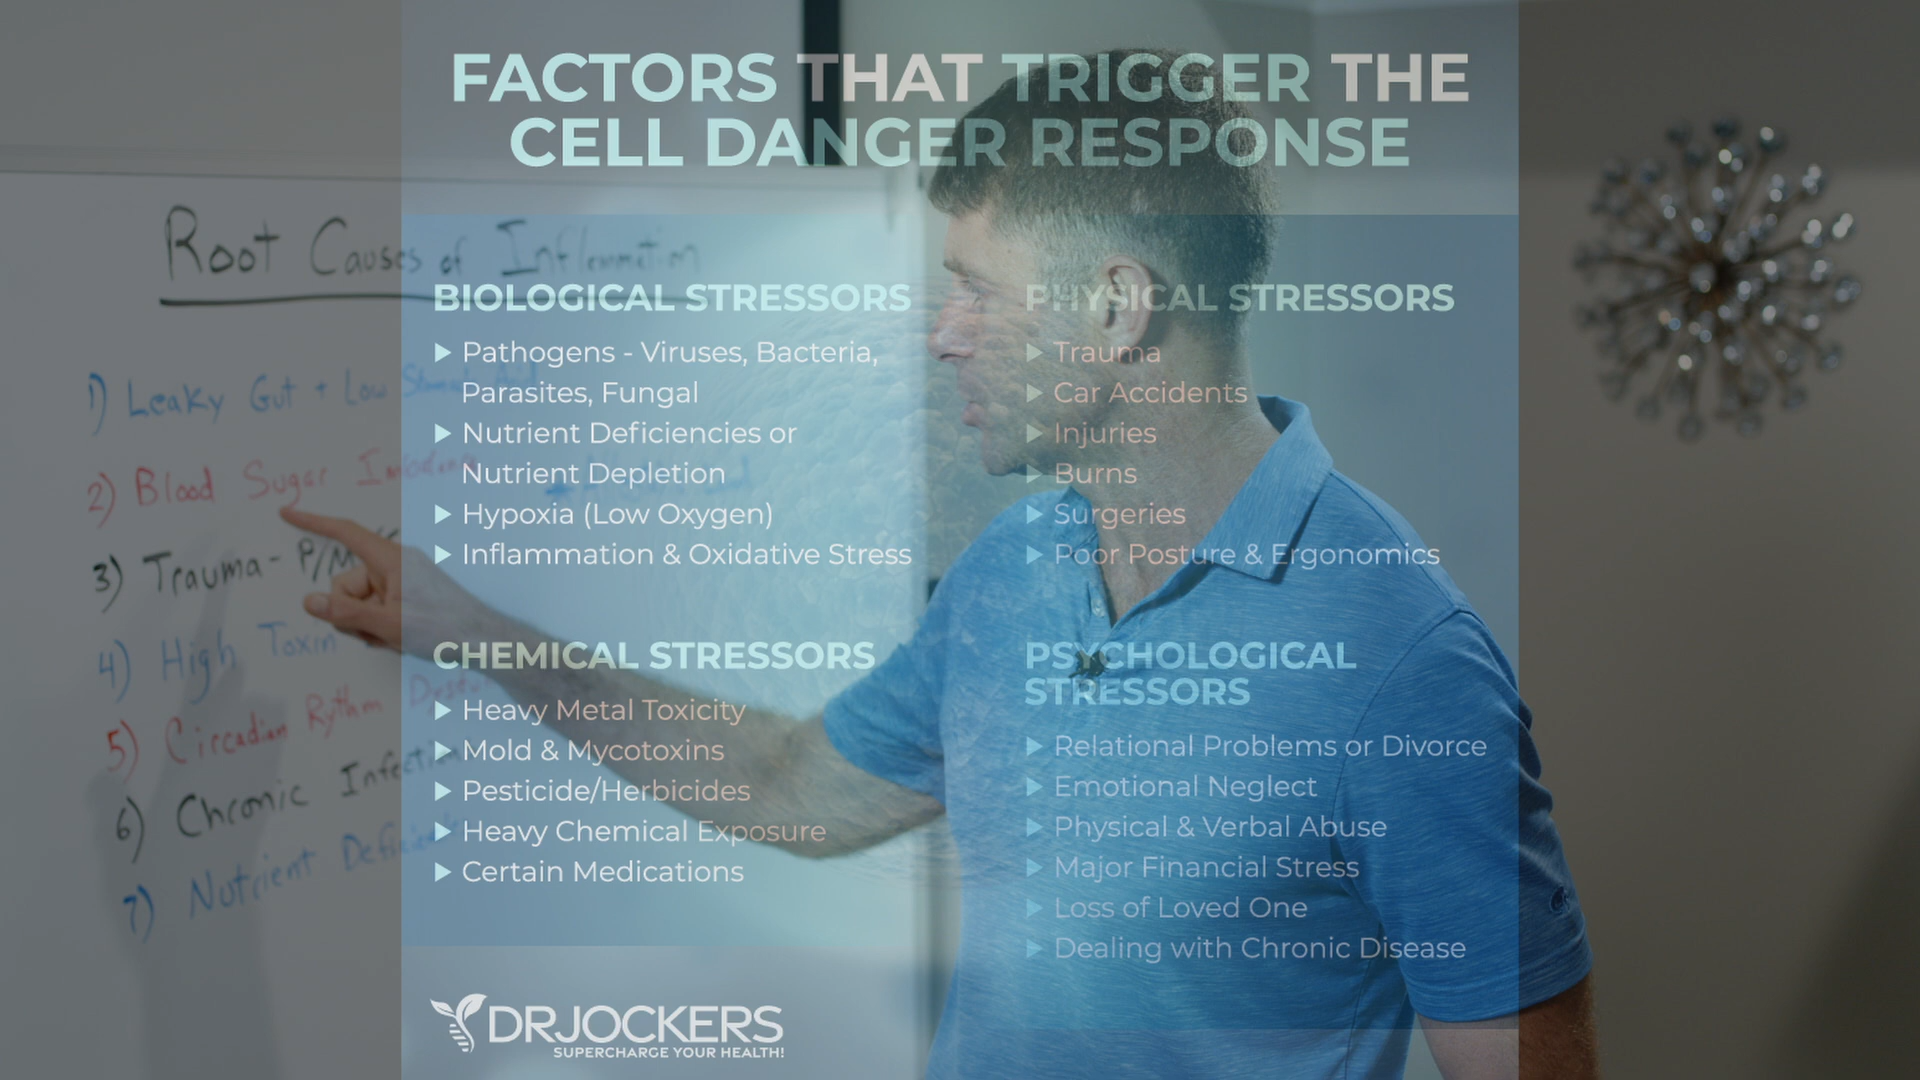 FACTORS THAT TRIGGER THE
CELL DANGER RESPONSE
Root Causes of Inflammation
1) Leaky Gut + Low Stomach Acid
2) Blood Sugar
3) Trauma - P/M
4) High Toxin
5) Circadian Rythm
6) Chronic Infection
7) Nutrient
BIOLOGICAL STRESSORS
Pathogens - Viruses, Bacteria,
Parasites, Fungal
Nutrient Deficiencies or
Nutrient Depletion
Hypoxia (Low Oxygen)
Inflammation & Oxidative Stress
PHYSICAL STRESSORS
Trauma
Car Accidents
Injuries
Burns
Surgeries
Poor Posture & Ergonomics
CHEMICAL STRESSORS
Heavy Metal Toxicity
Mold & Mycotoxins
Pesticide/Herbicides
Heavy Chemical Exposure
Certain Medications
PSYCHOLOGICAL
STRESSORS
Relational Problems or Divorce
Emotional Neglect
Physical & Verbal Abuse
Major Financial Stress
Loss of Loved One
Dealing with Chronic Disease
DRJOCKERS
SUPERCHARGE YOUR HEALTH!